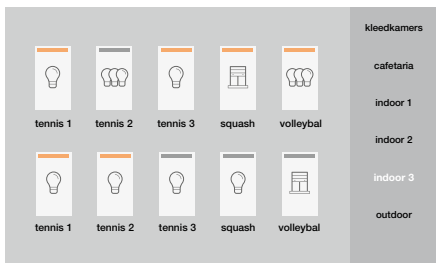 tennis 1 tennis 2 tennis 3 squash volleybal
tennis 1 tennis 2 tennis 3 squash volleybal
kleedkamers
cafetaria
indoor 1
indoor 2
indoor 3
outdoor